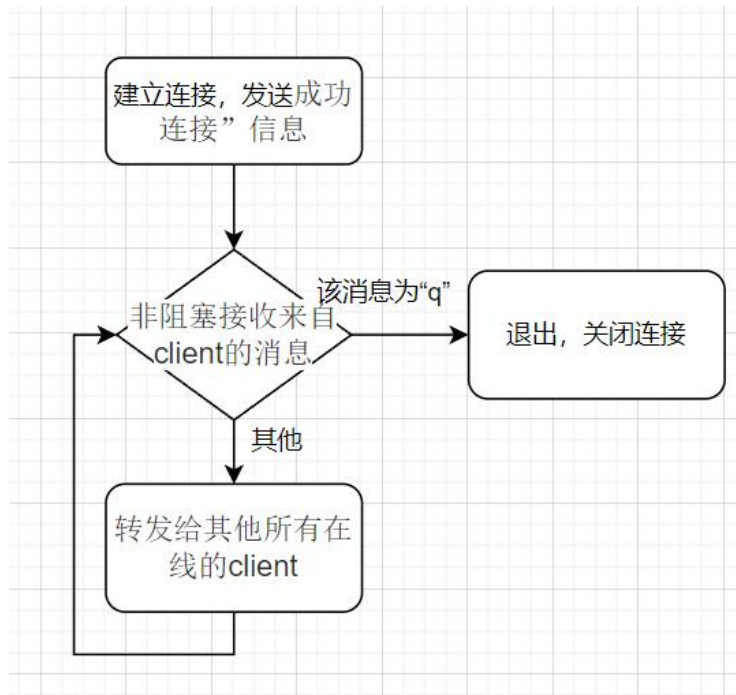 建立连接，发送成功
连接”信息
该消息为“q”
非阻塞接收来自
client的消息
退出，关闭连接
其他
转发给其他所有在
线的client